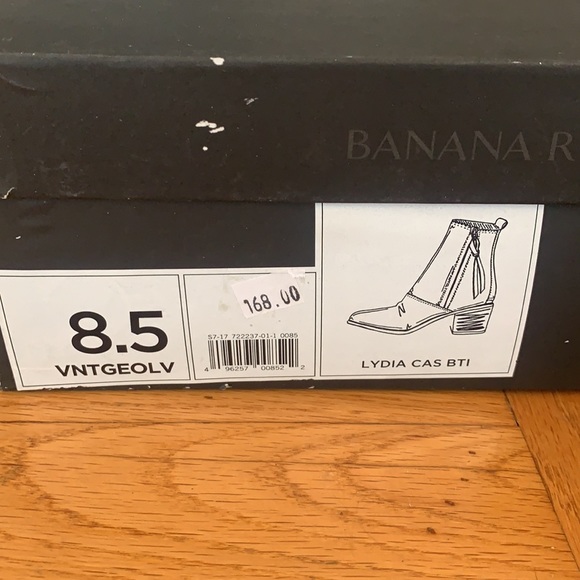 BANANA R
8.5
VNTGEOLV
168.00
S7-17 722237-01-1 0085
4 96257 00852 2
LYDIA CAS BTI